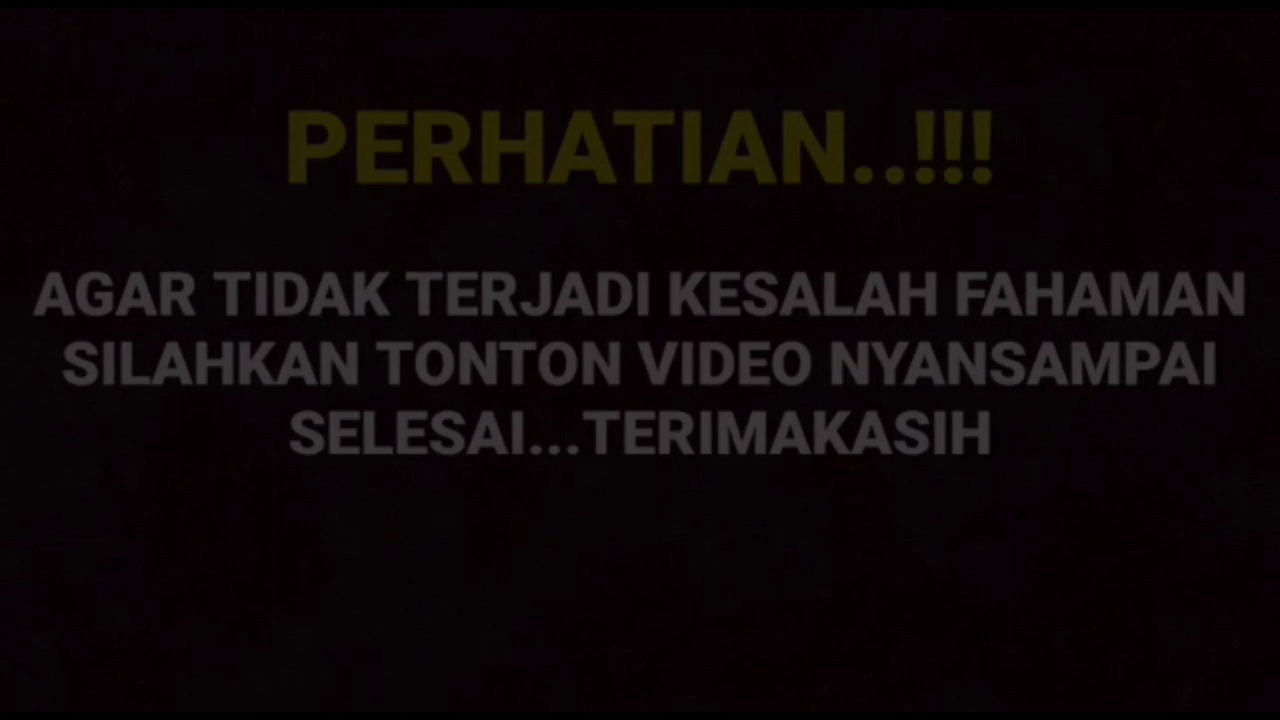 PERHATIAN..!!!
AGAR TIDAK TERJADI KESALAH FAHAMAN
SILAHKAN TONTON VIDEO NYANSAMPAI
SELESAI...TERIMAKASIH